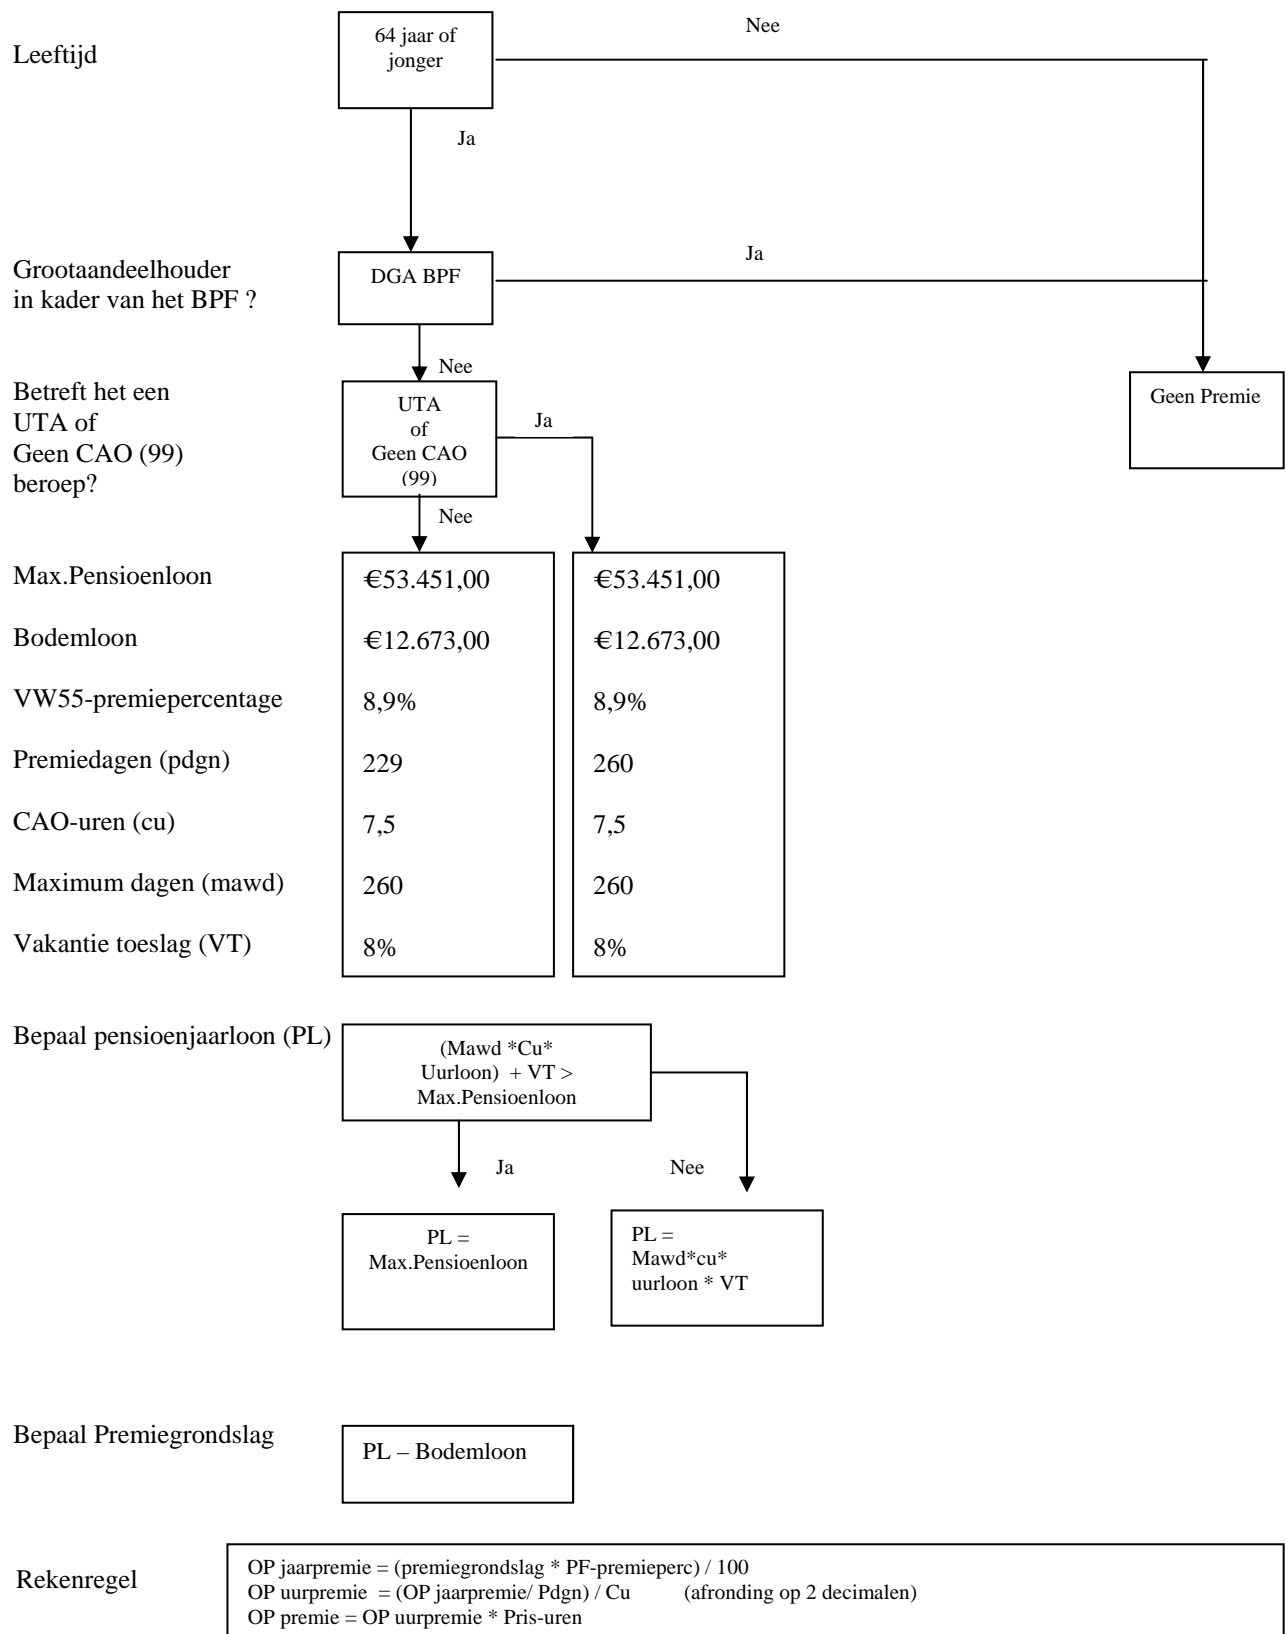 64 jaar of
jonger
Nee
Leeftijd
Ja
Grootaandeelhouder
in kader van het BPF ?
DGA BPF
Ja
Nee
Betreft het een
UTA of
Geen CAO (99)
beroep?
UTA
of
Geen CAO
(99)
Ja
Geen Premie
Nee
Max.Pensioenloon €53.451,00 €53.451,00
Bodemloon €12.673,00 €12.673,00
VW55-premiepercentage 8,9% 8,9%
Premiedagen (pdgn) 229 260
CAO-uren (cu) 7,5 7,5
Maximum dagen (mawd) 260 260
Vakantie toeslag (VT) 8% 8%
Bepaal pensioenjaarloon (PL)
(Mawd *Cu*
Uurloon) + VT >
Max.Pensioenloon
Ja
Nee
PL =
Max.Pensioenloon
PL =
Mawd*cu*
uurloon * VT
Bepaal Premiegrondslag
PL – Bodemloon
Rekenregel
OP jaarpremie = (premiegrondslag * PF-premieperc) / 100
OP uurpremie = (OP jaarpremie/ Pdgn) / Cu (afronding op 2 decimalen)
OP premie = OP uurpremie * Pris-uren